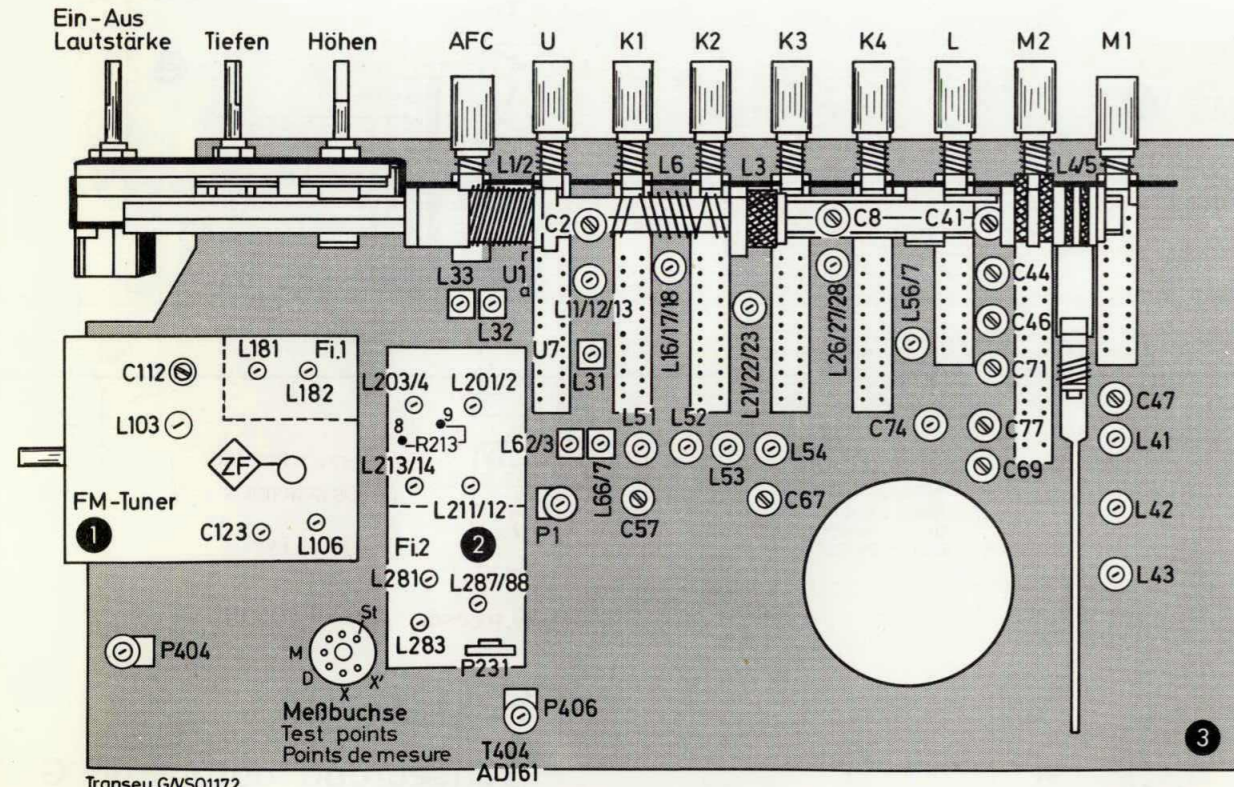 Ein-Aus
Lautstärke Tiefen Höhen AFC U K1 K2 K3 K4 L M2 M1
L1/2 L6 L3 L4/5
C2 C8 C41
L33 U1 r a
L32 L11/12/13 L16/17/18 L21/22/23 L26/27/28 L56/7 C44
C46
U7 L31 C71
C112 L181 Fi.1
L182
L203/4 L201/2
L103 8 9 R213
L62/3 L66/7 L51 L52 L53 L54 C74 C77 C47
L41
ZF L213/14 C69
FM-Tuner L211/12 P1 C57 C67 L42
1 C123 L106 Fi.2 2
L281 L287/88 L43
St
M L283
P404 D X X' P231
Meßbuchse P406
Test points
Points de mesure T404 3
AD161
Transeu G/VS01172